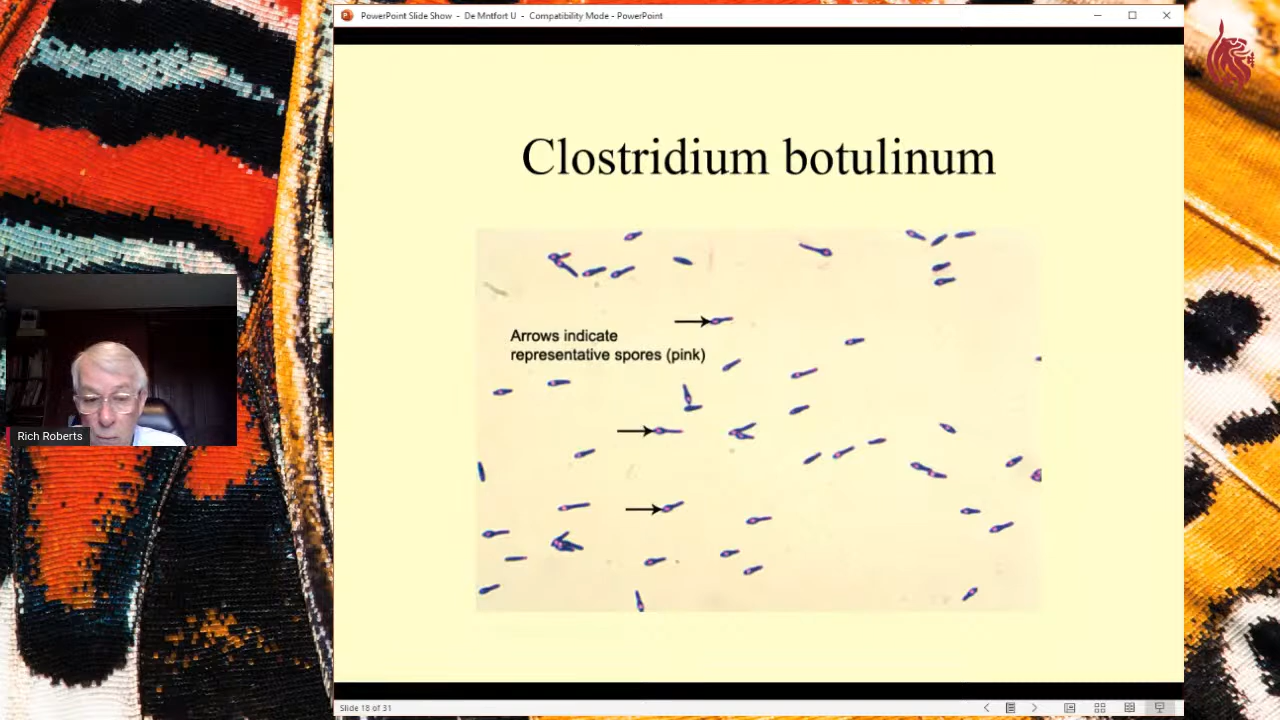 PowerPoint Slide Show - De Mntfort U - Compatibility Mode - PowerPoint
Clostridium botulinum
Arrows indicate
representative spores (pink)
Rich Roberts
Slide 18 of 31